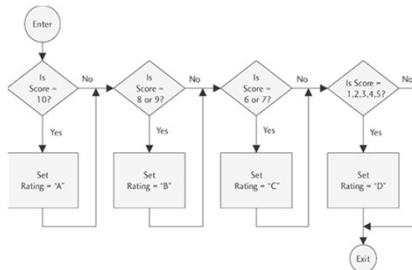 Enter
Is
Score =
10?
No
Is
Score =
8 or 9?
No
Is
Score =
6 or 7?
No
Is Score =
1,2,3,4,5?
No
Yes
Yes
Yes
Yes
Set
Rating = “A”
Set
Rating = “B”
Set
Rating = “C”
Set
Rating = “D”
Exit